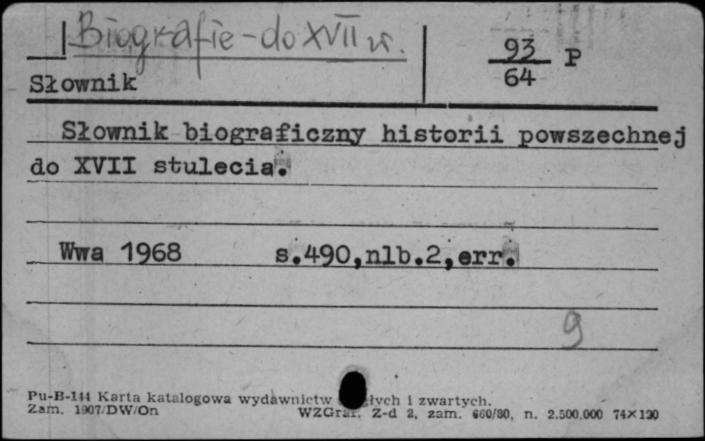 Biografie - do XVII w.
93 P
64
Słownik
Słownik biograficzny historii powszechnej
do XVII stulecia.
Wwa 1968 s.490,nlb.2,err.
9
Pu-B-144 Karta katalogowa wydawnictw i zwartych.
Zam. 1907/DW/On WZGraf. Z-d 2, zam. 660/80, n. 2.500.000 74×120